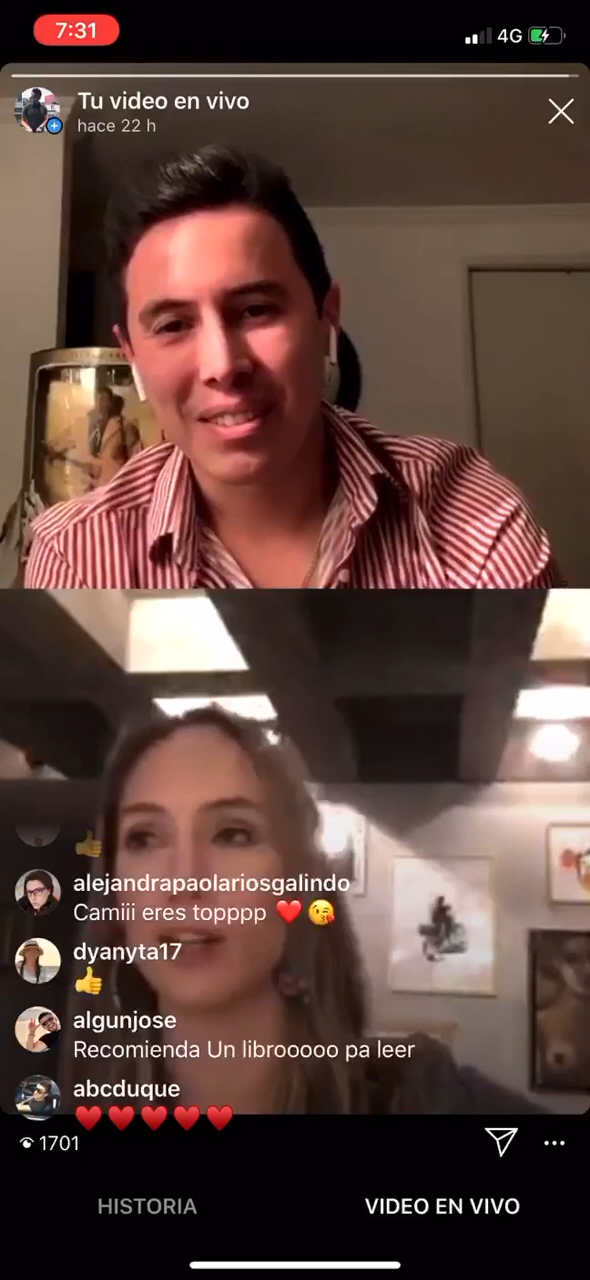 7:31
4G
Tu video en vivo
hace 22 h
alejandrapaolariosgalindo
Camiii eres topppp ❤️ 😘
dyanyta17
👍
algunjose
Recomienda Un librooooo pa leer
abcduque
❤️❤️❤️❤️❤️
1701
HISTORIA
VIDEO EN VIVO